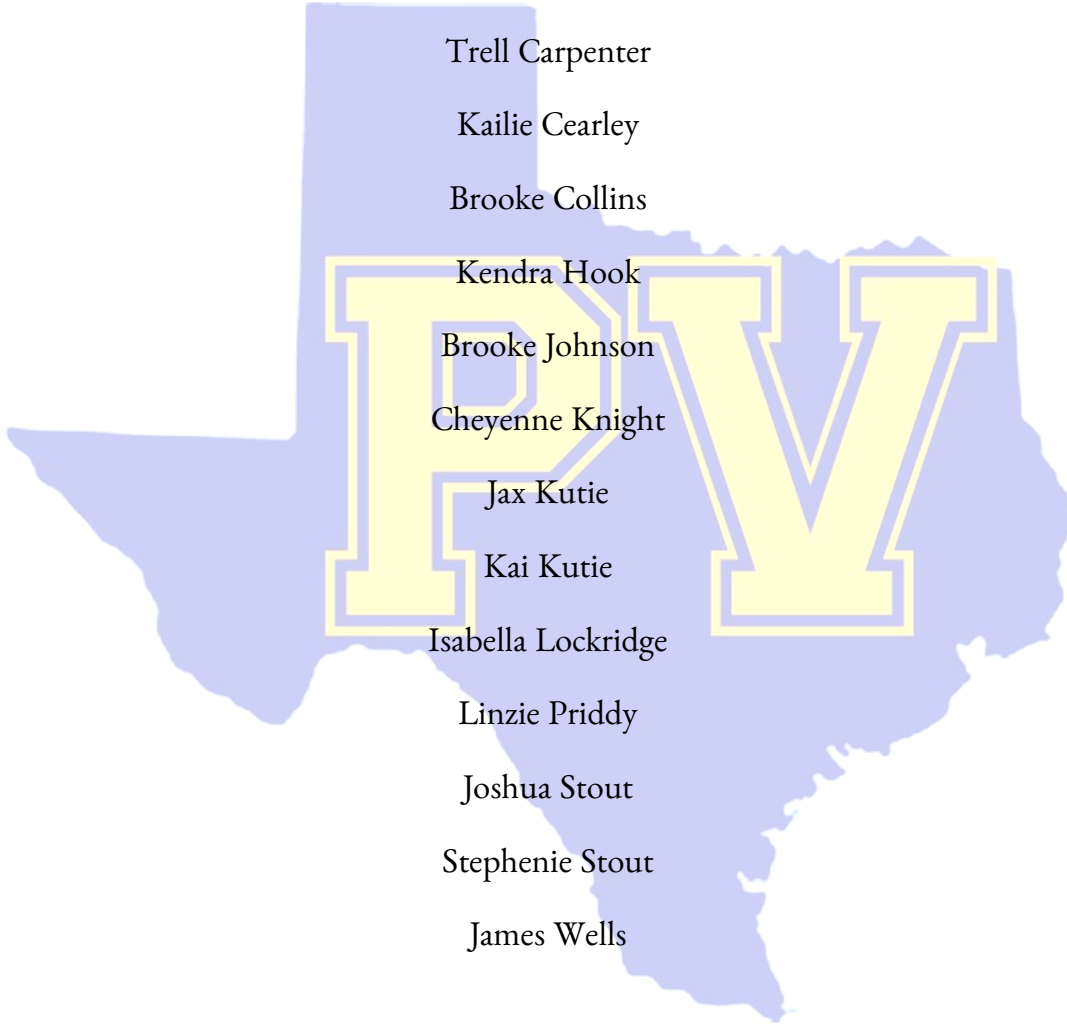 Trell Carpenter
Kailie Cearley
Brooke Collins
Kendra Hook
Brooke Johnson
Cheyenne Knight
Jax Kutie
Kai Kutie
Isabella Lockridge
Linzie Priddy
Joshua Stout
Stephenie Stout
James Wells
PV